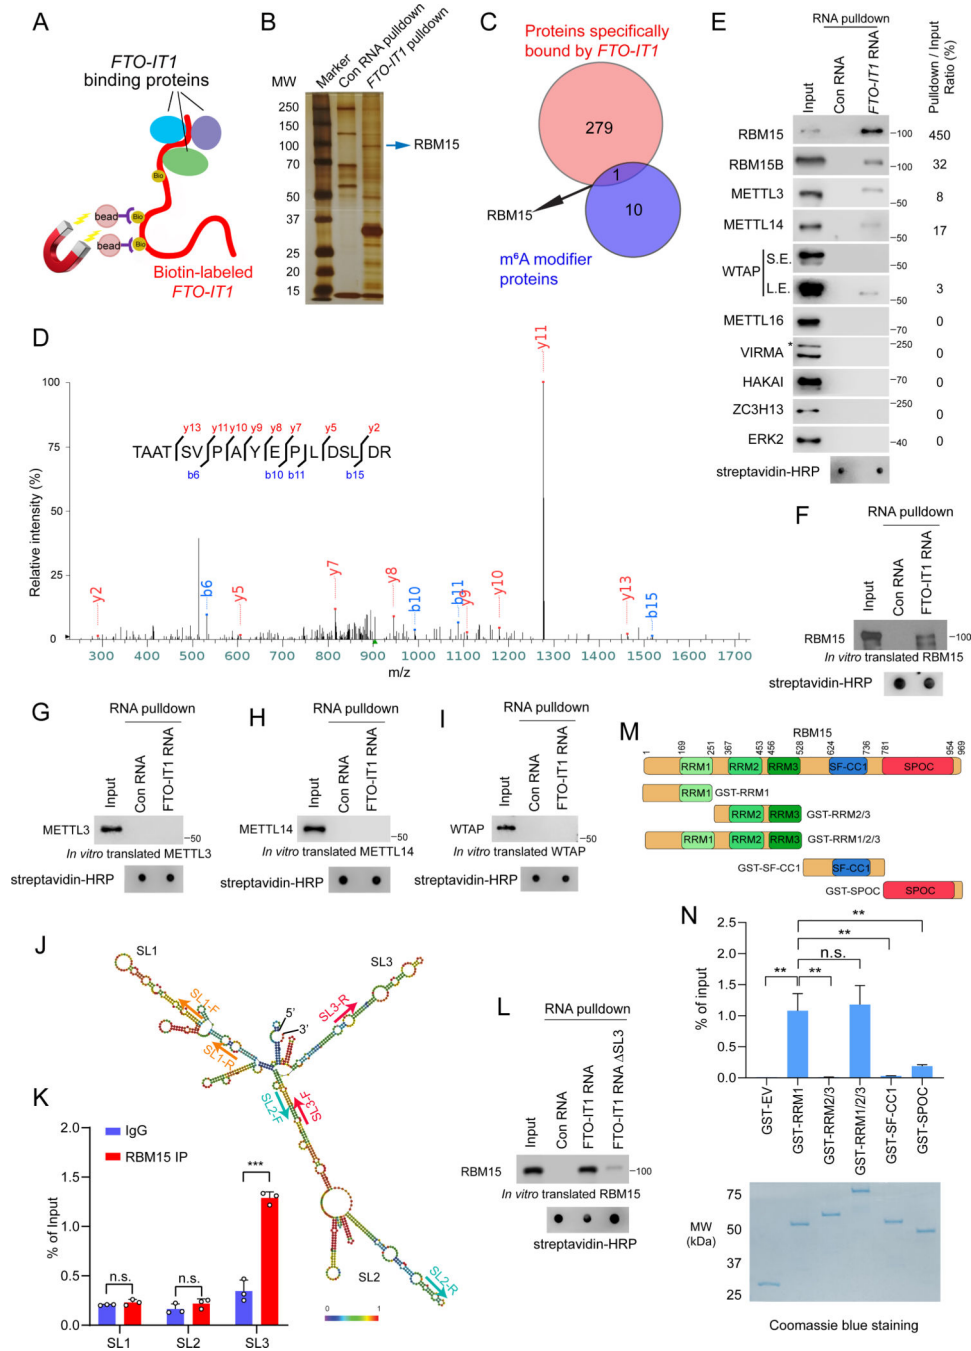 A
FTO-IT1
binding proteins
Bio
bead
Bio
bead
Bio
Biotin-labeled
FTO-IT1
B
MW
Marker
Con RNA pulldown
FTO-IT1 pulldown
250
150
100
70
50
37
25
20
15
RBM15
C
Proteins specifically
bound by FTO-IT1
279
1
RBM15
10
m⁶A modifier
proteins
D
Relative intensity (%)
100
75
50
25
0
y13 y11 y10 y9 y8 y7 y5 y2
TAATSVPAYEPLDSLDR
b6 b10 b11 b15
y2
b6
y5
y7
y8
b10
b11
y9
y10
y11
y13
b15
300 400 500 600 700 800 900 1000 1100 1200 1300 1400 1500 1600 1700
m/z
E
RNA pulldown
Input
Con RNA
FTO-IT1 RNA
Pulldown / Input
Ratio (%)
RBM15 –100 450
RBM15B –100 32
METTL3 –50 8
METTL14 –50 17
WTAP
S.E. –50
L.E. –50 3
METTL16 –70 0
VIRMA * –250 0
HAKAI –70 0
ZC3H13 –250 0
ERK2 –40 0
streptavidin-HRP
F
RNA pulldown
Input
Con RNA
FTO-IT1 RNA
RBM15 –100
In vitro translated RBM15
streptavidin-HRP
G
RNA pulldown
Input
Con RNA
FTO-IT1 RNA
METTL3 –50
In vitro translated METTL3
streptavidin-HRP
H
RNA pulldown
Input
Con RNA
FTO-IT1 RNA
METTL14 –50
In vitro translated METTL14
I
RNA pulldown
Input
Con RNA
FTO-IT1 RNA
WTAP –50
In vitro translated WTAP
streptavidin-HRP
J
SL1
SL1-F
SL1-R
5'
3'
SL3
SL3-R
SL2-F
SL3-F
SL2
SL2-R
0 1
K
IgG
RBM15 IP
% of Input
2.0
1.5
1.0
0.5
0.0
n.s.
n.s.
***
SL1 SL2 SL3
L
RNA pulldown
Input
Con RNA
FTO-IT1 RNA
FTO-IT1 RNA ΔSL3
RBM15 –100
In vitro translated RBM15
streptavidin-HRP
M
RBM15
1 169 251 367 453 456 528 624 736 781 954 969
RRM1 RRM2 RRM3 SF-CC1 SPOC
RRM1 GST-RRM1
RRM2 RRM3 GST-RRM2/3
RRM1 RRM2 RRM3 GST-RRM1/2/3
GST-SF-CC1 SF-CC1
GST-SPOC SPOC
N
% of input
2.0
1.5
1.0
0.5
0.0
**
**
n.s.
** **
GST-EV
GST-RRM1
GST-RRM2/3
GST-RRM1/2/3
GST-SF-CC1
GST-SPOC
MW
(kDa)
75
50
37
25
Coomassie blue staining